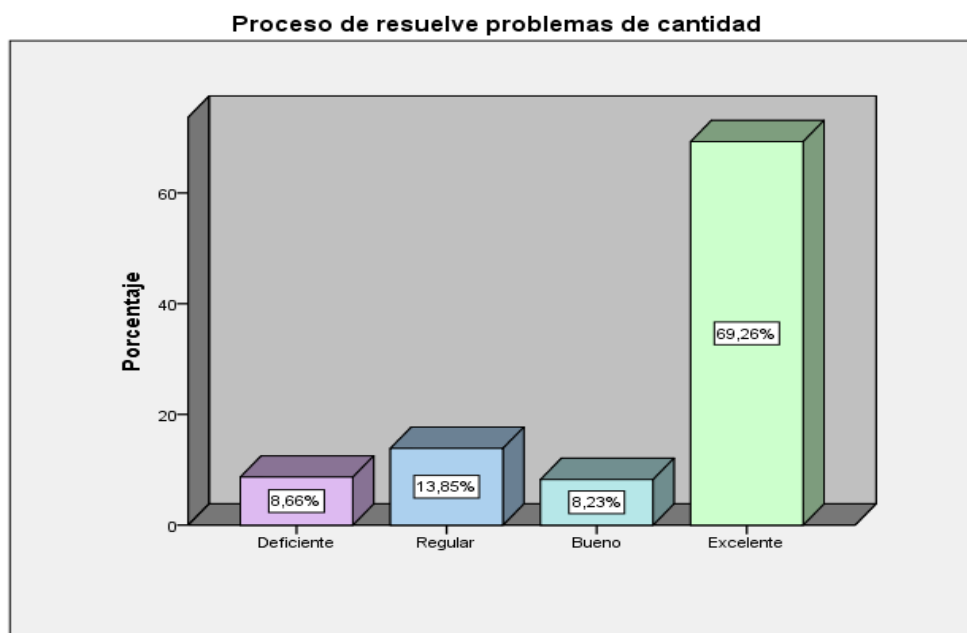 Proceso de resuelve problemas de cantidad
Porcentaje
60
40
20
0
69,26%
13,85%
8,66%
8,23%
Deficiente
Regular
Bueno
Excelente